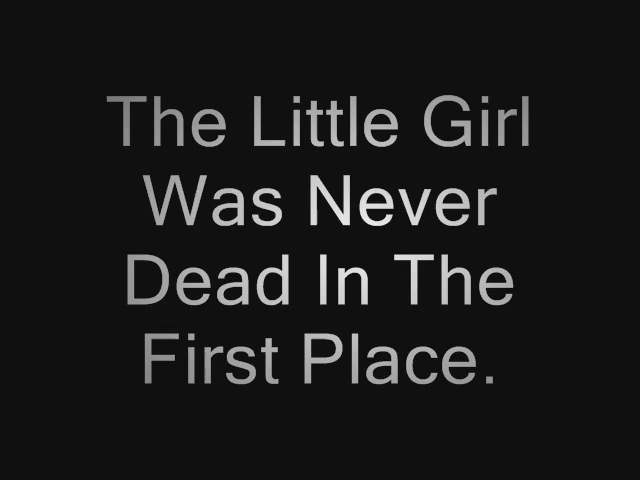 The Little Girl
Was Never
Dead In The
First Place.